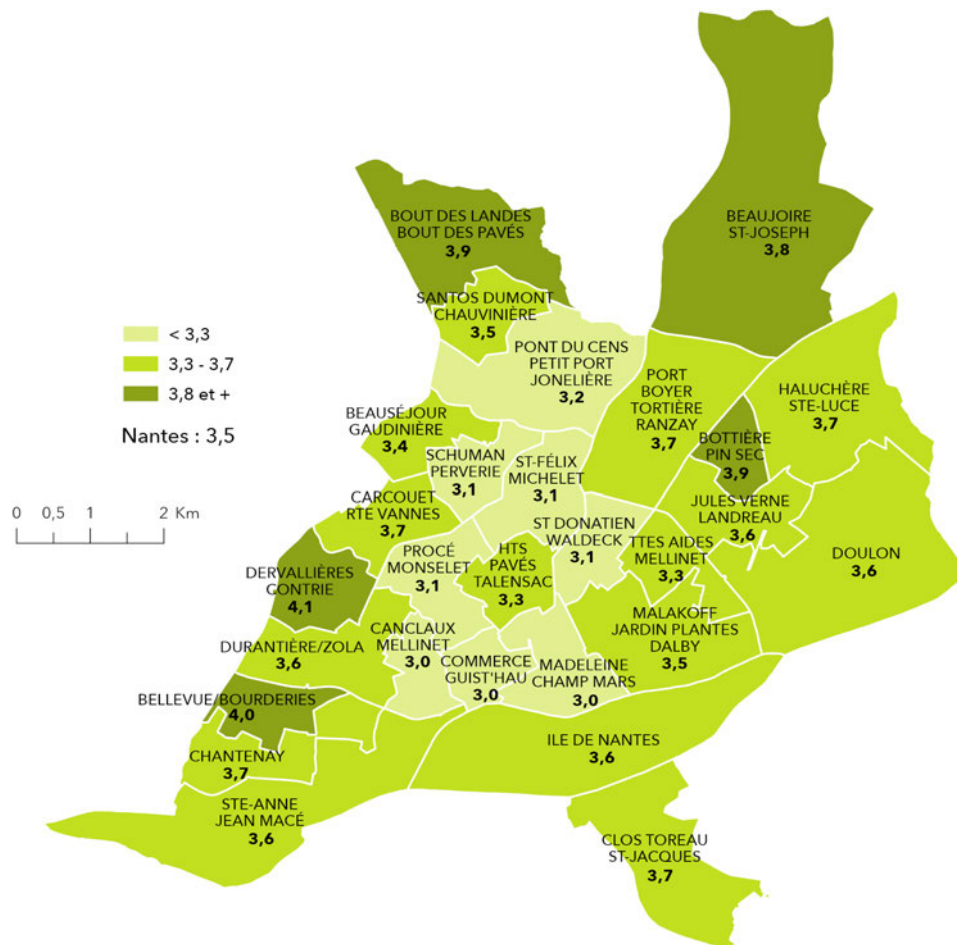 BOUT DES LANDES
BOUT DES PAVÉS
3,9
BEAUJOIRE
ST-JOSEPH
3,8
SANTOS DUMONT
CHAUVINIÈRE
3,5
< 3,3
3,3 - 3,7
3,8 et +
Nantes : 3,5
PONT DU CENS
PETIT PORT
JONELIÈRE
3,2
PORT
BOYER
TORTIÈRE
RANZAY
3,7
HALUCHÈRE
STE-LUCE
3,7
BEAUSÉJOUR
GAUDINIÈRE
3,4
BOTTIÈRE
PIN SEC
3,9
SCHUMAN
PERVERIE
3,1
ST-FÉLIX
MICHELET
3,1
CARCOUET
RTE VANNES
3,7
JULES VERNE
LANDREAU
3,6
0 0,5 1 2 Km
ST DONATIEN
WALDECK
3,1
TTES AIDES
MELLINET
3,3
DOULON
3,6
PROCÉ
MONSELET
3,1
HTS
PAVÉS
TALENSAC
3,3
DERVALLIÈRES
CONTRIE
4,1
MALAKOFF
JARDIN PLANTES
DALBY
3,5
DURANTIÈRE/ZOLA
3,6
CANCLAUX
MELLINET
3,0
COMMERCE
GUIST'HAU
3,0
MADELEINE
CHAMP MARS
3,0
BELLEVUE/BOURDERIES
4,0
ILE DE NANTES
3,6
CHANTENAY
3,7
STE-ANNE
JEAN MACÉ
3,6
CLOS TOREAU
ST-JACQUES
3,7